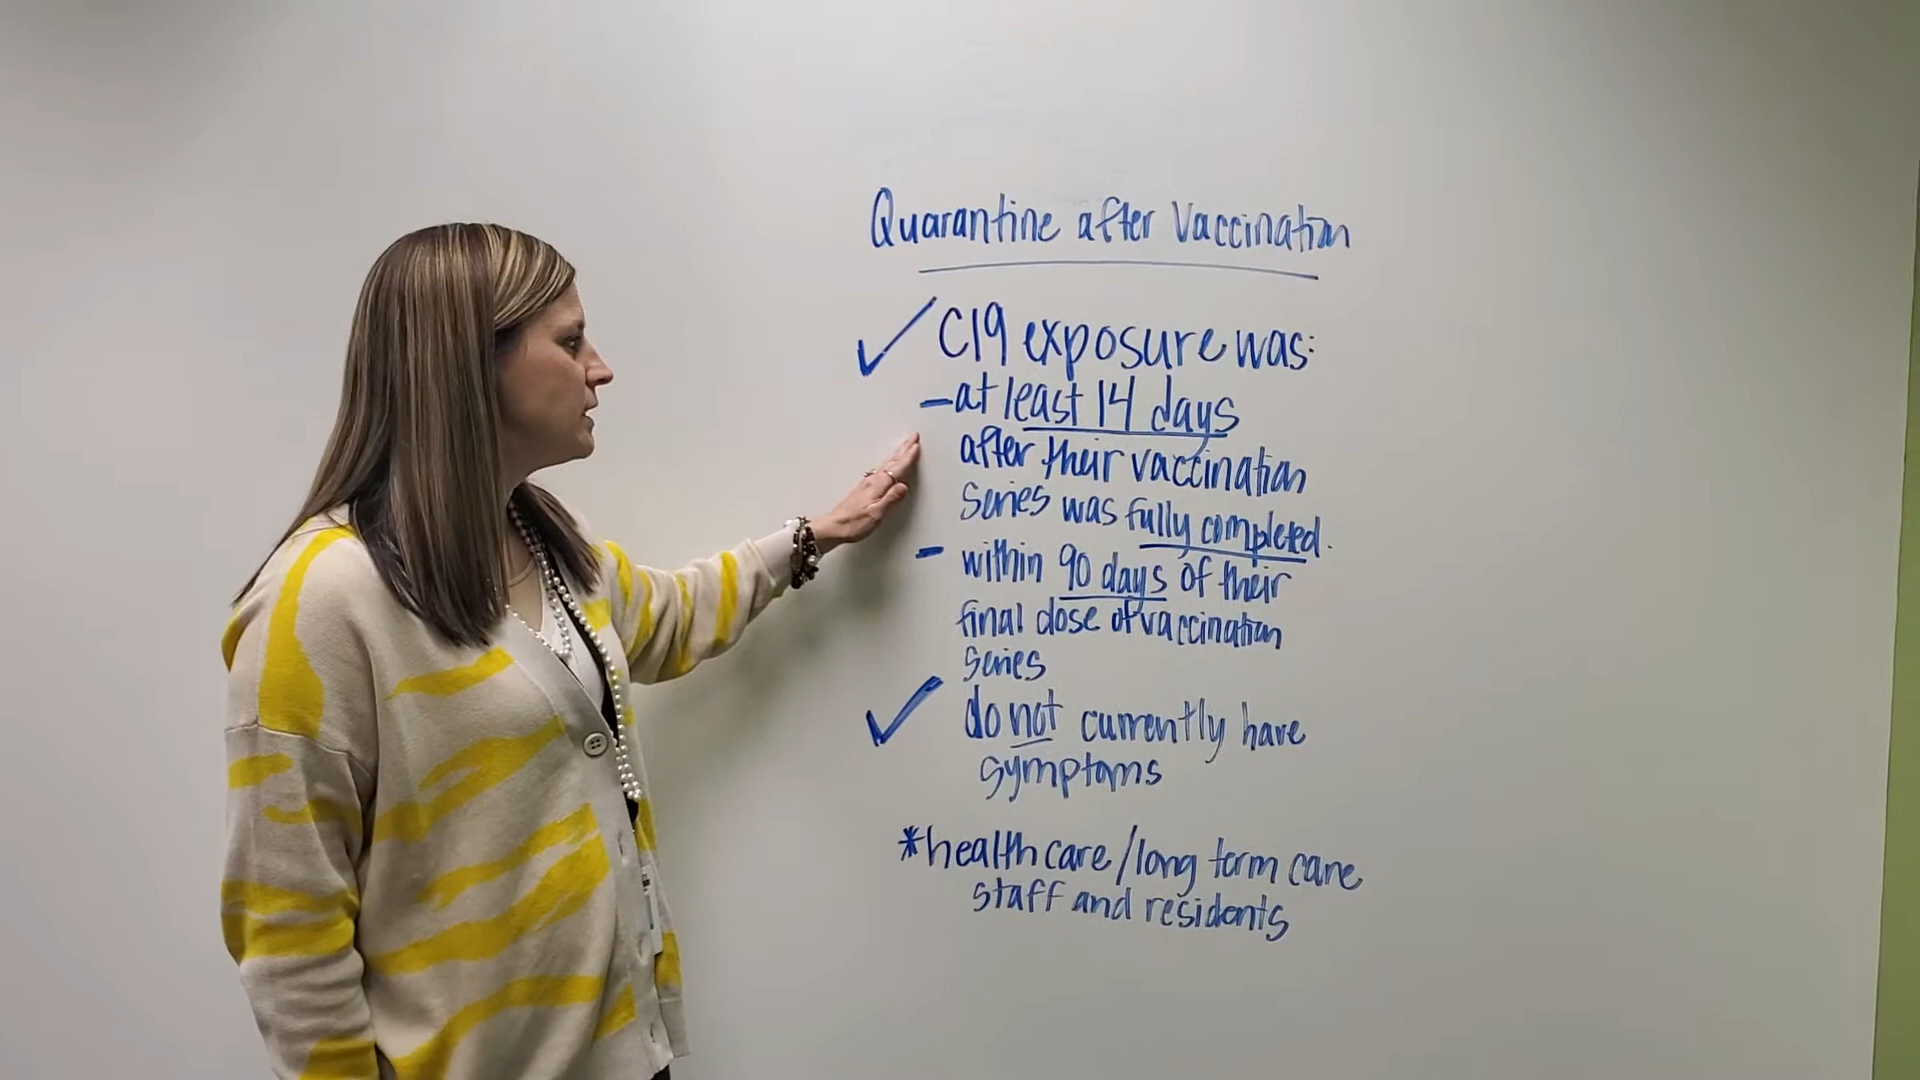 Quarantine after Vaccination
✓ C19 exposure was:
- at least 14 days
after their vaccination
series was fully completed.
- within 90 days of their
final dose of vaccination
series
✓ do not currently have
symptoms
*health care/long term care
staff and residents